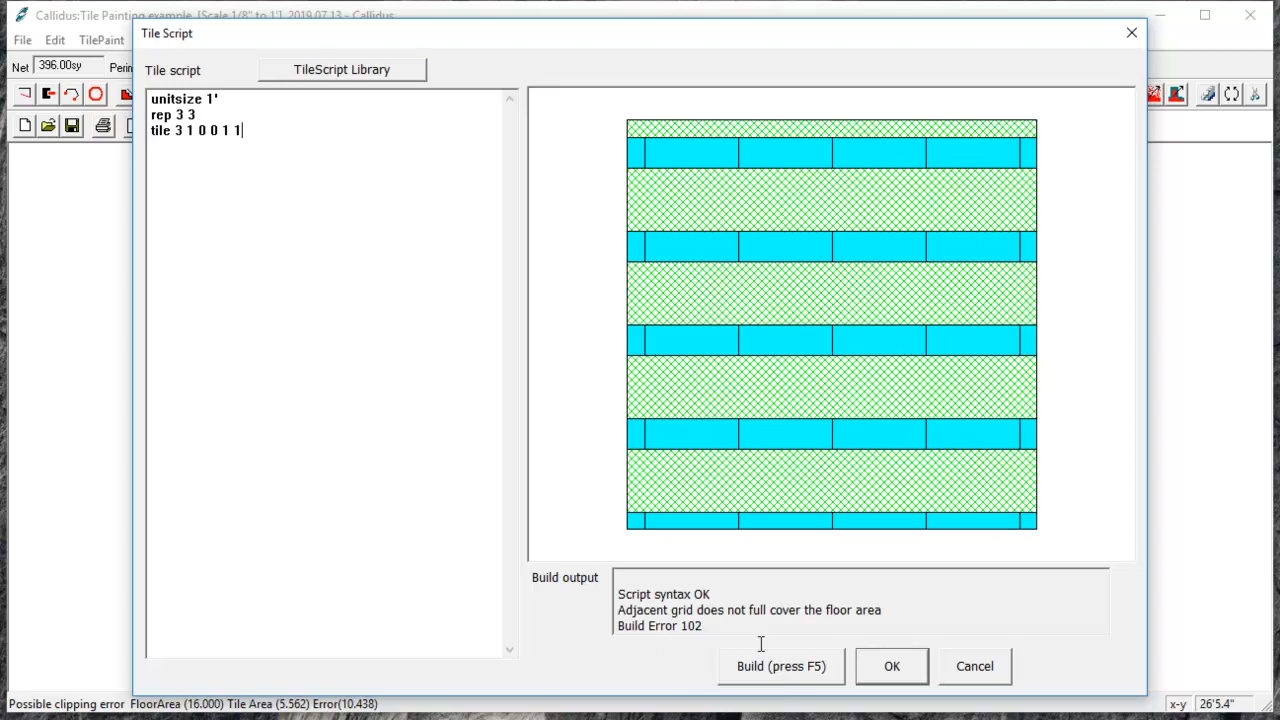 Callidus:Tile Painting example, [Scale 1/8" to 1'], 2019.07.13 - Callidus
Tile Script
File Edit TilePaint
Net 396.00sy
Tile script TileScript Library
unitsize 1'
rep 3 3
tile 3 1 0 0 1 1
Build output
Script syntax OK
Adjacent grid does not full cover the floor area
Build Error 102
Build (press F5) OK Cancel
Possible clipping error FloorArea (16.000) Tile Area (5.562) Error(10.438) x-y 26'5.4"